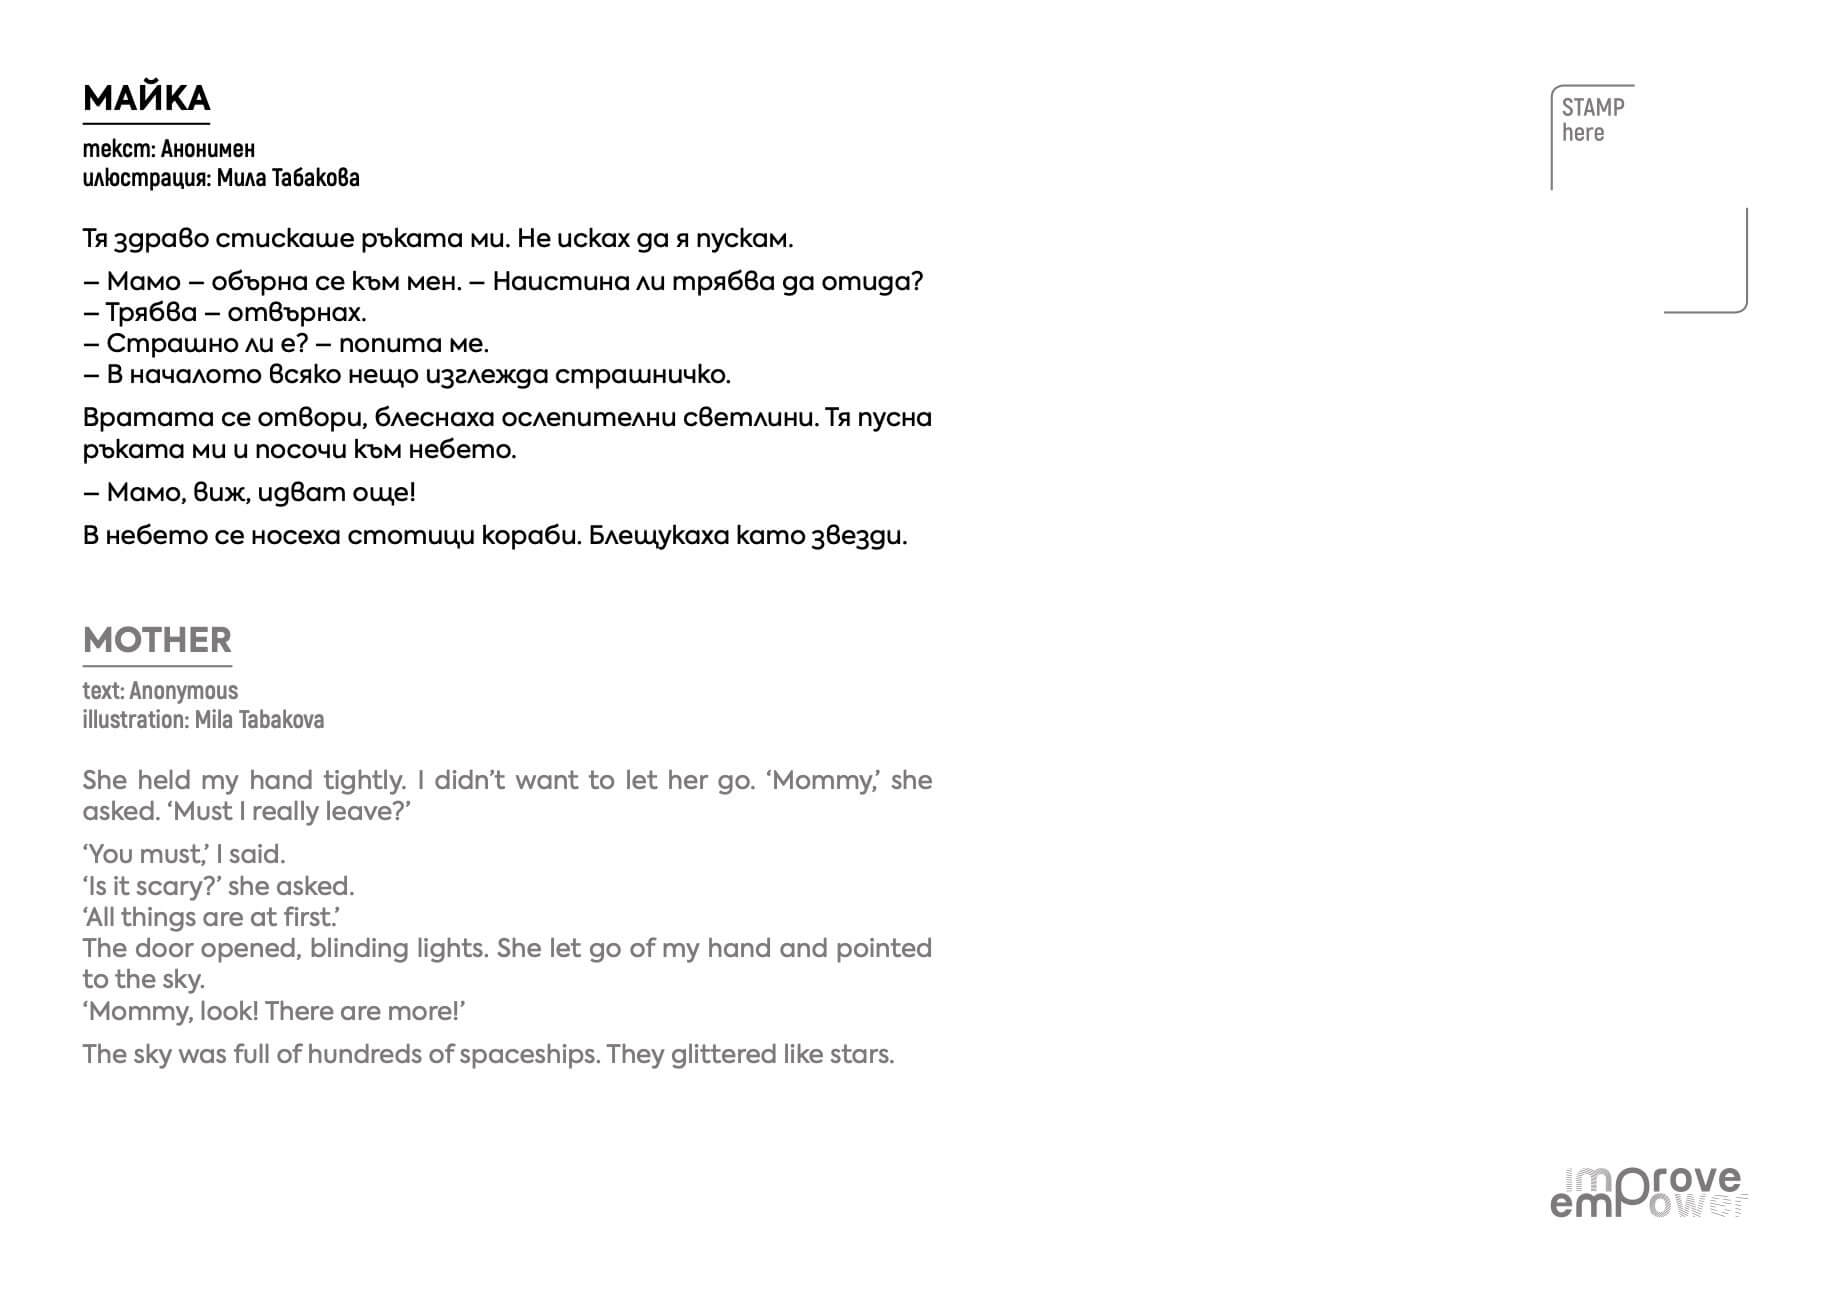 МАЙКА
текст: Анонимен
илюстрация: Мила Табакова
Тя здраво стискаше ръката ми. Не исках да я пускам.
– Мамо – обърна се към мен. – Наистина ли трябва да отида?
– Трябва – отвърнах.
– Страшно ли е? – попита ме.
– В началото всяко нещо изглежда страшничко.
Вратата се отвори, блеснаха ослепителни светлини. Тя пусна
ръката ми и посочи към небето.
– Мамо, виж, идват още!
В небето се носеха стотици кораби. Блещукаха като звезди.
MOTHER
text: Anonymous
illustration: Mila Tabakova
She held my hand tightly. I didn’t want to let her go. ‘Mommy,’ she
asked. ‘Must I really leave?’
‘You must,’ I said.
‘Is it scary?’ she asked.
‘All things are at first.’
The door opened, blinding lights. She let go of my hand and pointed
to the sky.
‘Mommy, look! There are more!’
The sky was full of hundreds of spaceships. They glittered like stars.
STAMP
here
improve
empower